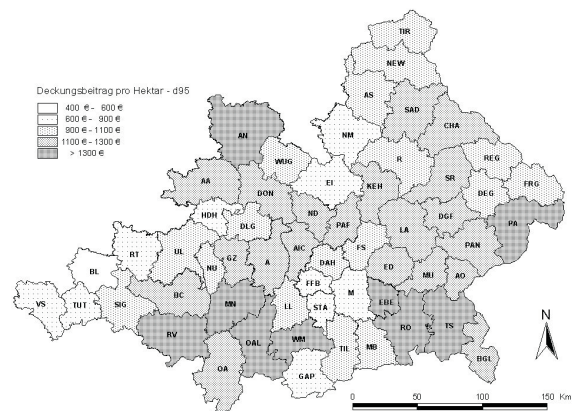 Deckungsbeitrag pro Hektar - d95
400 € - 600 €
600 € - 900 €
900 € - 1100 €
1100 € - 1300 €
> 1300 €
TIR
NEW
AS
SAD
AN
NM
CHA
WUG
R
REG
EI
SR
AA
KEH
DEG
FRG
DON
HDH
ND
PAF
DGF
PA
DLG
LA
RT
UL
AIC
FS
PAN
NU
GZ
A
DAH
ED
MÜ
AO
BL
FFB
M
VS
TUT
SIG
BC
MN
LL
STA
EBE
RO
TS
RV
OAL
WM
TIL
MB
BGL
OA
GAP
N
0 50 100 150 Km